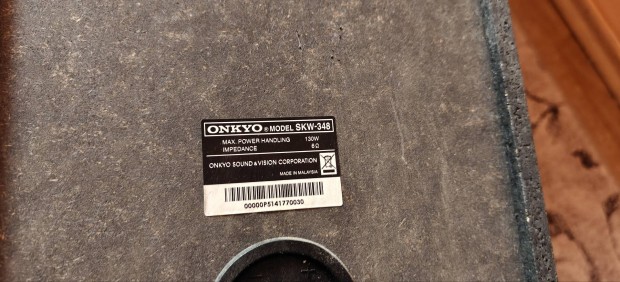 ONKYO ® MODEL SKW-348
MAX. POWER HANDLING 130W
IMPEDANCE 6Ω
ONKYO SOUND & VISION CORPORATION
MADE IN MALAYSIA
00000P5141770030